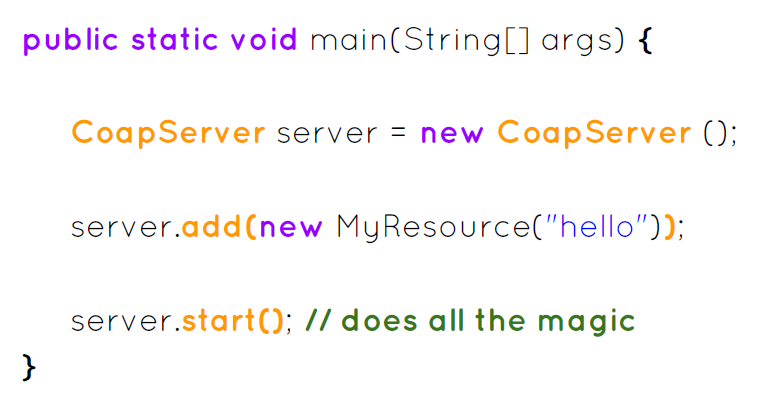 public static void main(String[] args) {
CoapServer server = new CoapServer ();
server.add(new MyResource("hello"));
server.start(); // does all the magic
}